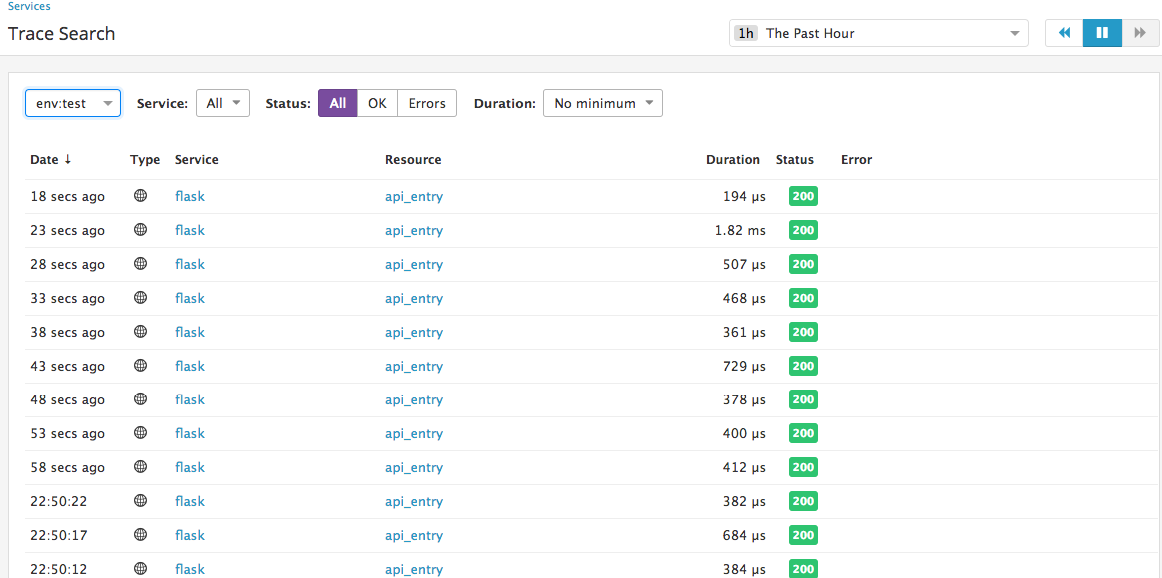 Services
Trace Search
1h The Past Hour
env:test Service: All Status: All OK Errors Duration: No minimum
Date ↓ Type Service Resource Duration Status Error
18 secs ago flask api_entry 194 µs 200
23 secs ago flask api_entry 1.82 ms 200
28 secs ago flask api_entry 507 µs 200
33 secs ago flask api_entry 468 µs 200
38 secs ago flask api_entry 361 µs 200
43 secs ago flask api_entry 729 µs 200
48 secs ago flask api_entry 378 µs 200
53 secs ago flask api_entry 400 µs 200
58 secs ago flask api_entry 412 µs 200
22:50:22 flask api_entry 382 µs 200
22:50:17 flask api_entry 684 µs 200
22:50:12 flask api_entry 384 µs 200